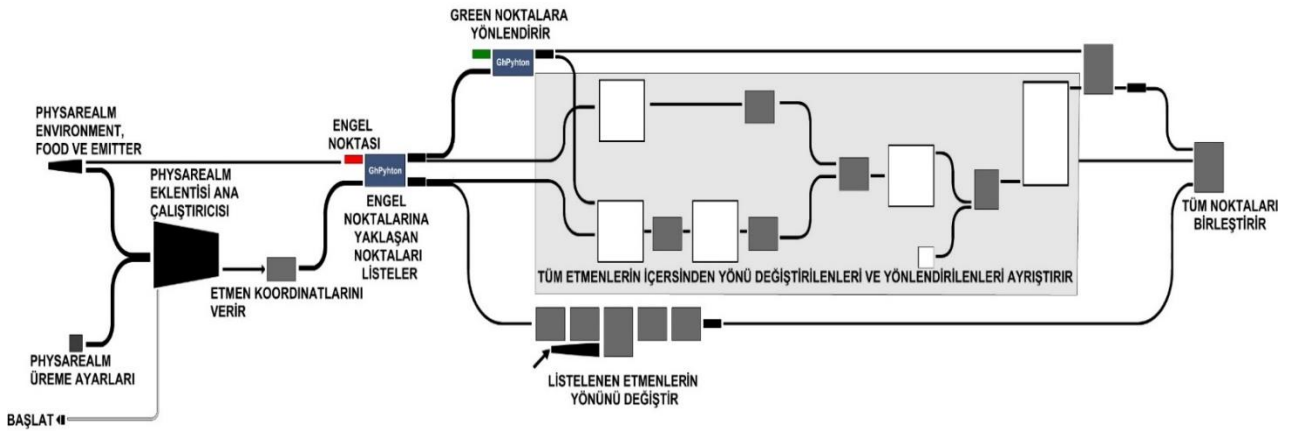 GREEN NOKTALARA
YÖNLENDİRİR
GhPyhton
PHYSAREALM
ENVIRONMENT,
FOOD VE EMITTER
ENGEL
NOKTASI
PHYSAREALM
EKLENTİSİ ANA
ÇALIŞTIRICISI
GhPyhton
ENGEL
NOKTALARINA
YAKLAŞAN
NOKTALARI
LİSTELER
TÜM NOKTALARI
BİRLEŞTİRİR
TÜM ETMENLERİN İÇERSİNDEN YÖNÜ DEĞİŞTİRİLENLERİ VE YÖNLENDİRİLENLERİ AYRIŞTIRIR
ETMEN KOORDINATLARINI
VERİR
PHYSAREALM
ÜREME AYARLARI
LİSTELENEN ETMENLERİN
YÖNÜNÜ DEĞİŞTİR
BAŞLAT